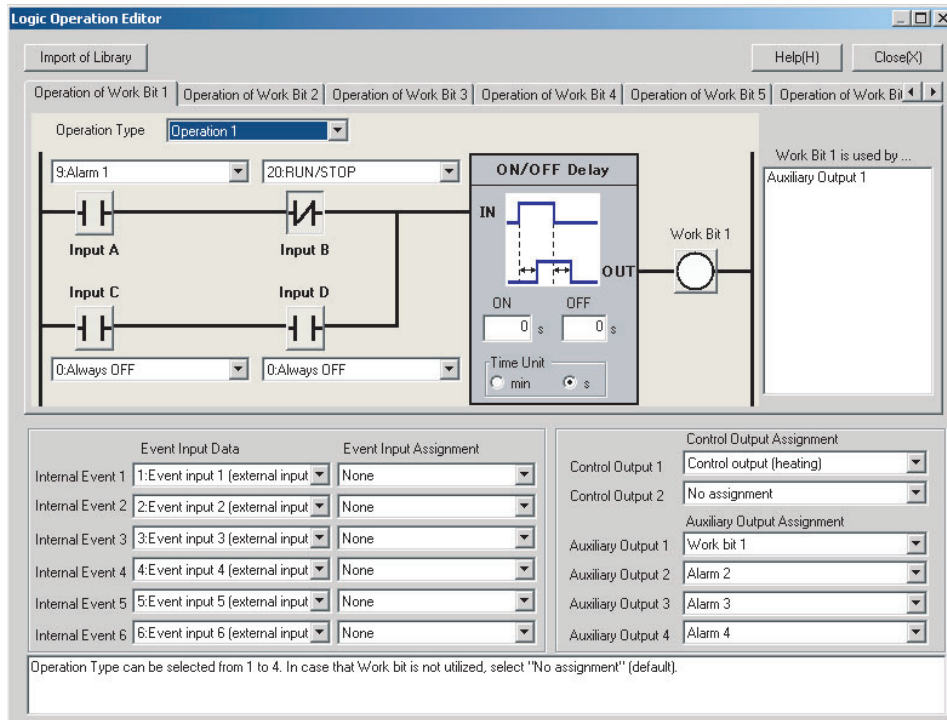 Logic Operation Editor
Import of Library Help(H) Close(X)
Operation of Work Bit 1 Operation of Work Bit 2 Operation of Work Bit 3 Operation of Work Bit 4 Operation of Work Bit 5 Operation of Work Bit
Operation Type Operation 1
Work Bit 1 is used by ...
9:Alarm 1 20:RUN/STOP ON/OFF Delay
Auxiliary Output 1
IN
Work Bit 1
Input A Input B
OUT
Input C Input D
ON OFF
0 s 0 s
Time Unit
0:Always OFF 0:Always OFF
min s
Control Output Assignment
Event Input Data Event Input Assignment
Control Output 1 Control output (heating)
Internal Event 1 1:Event input 1 (external input None
Control Output 2 No assignment
Internal Event 2 2:Event input 2 (external input None
Auxiliary Output Assignment
Internal Event 3 3:Event input 3 (external input None
Auxiliary Output 1 Work bit 1
Internal Event 4 4:Event input 4 (external input None
Auxiliary Output 2 Alarm 2
Internal Event 5 5:Event input 5 (external input None
Auxiliary Output 3 Alarm 3
Internal Event 6 6:Event input 6 (external input None
Auxiliary Output 4 Alarm 4
Operation Type can be selected from 1 to 4. In case that Work bit is not utilized, select "No assignment" (default).